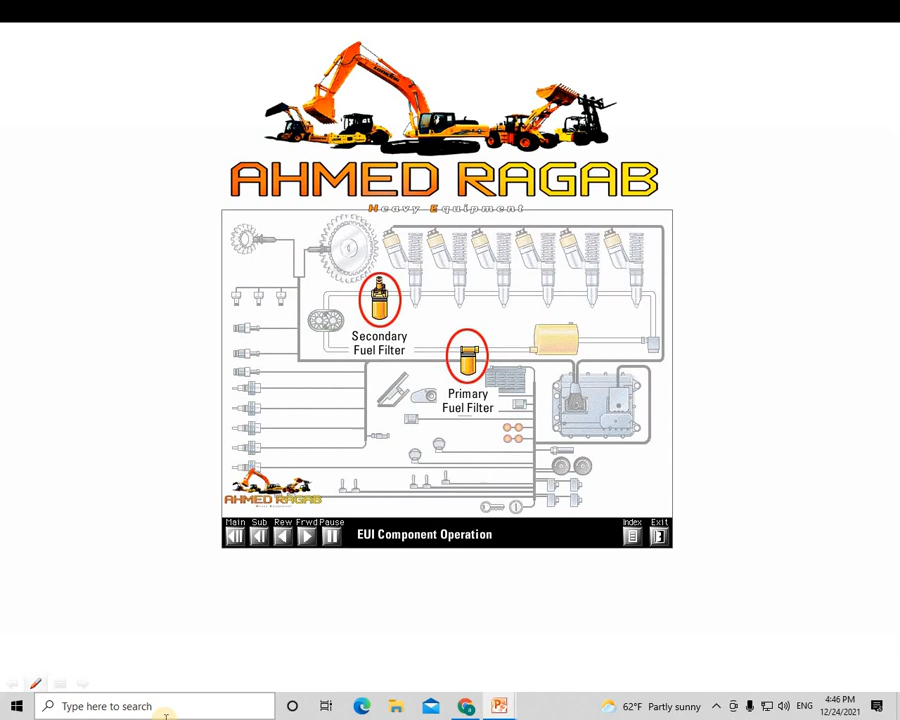 AHMED RAGAB
Heavy Equipment
Secondary
Fuel Filter
Primary
Fuel Filter
AHMED RAGAB
Main Sub Rew Frwd Pause
EUI Component Operation
Index Exit
Type here to search
62°F Partly sunny
ENG
4:46 PM
12/24/2021